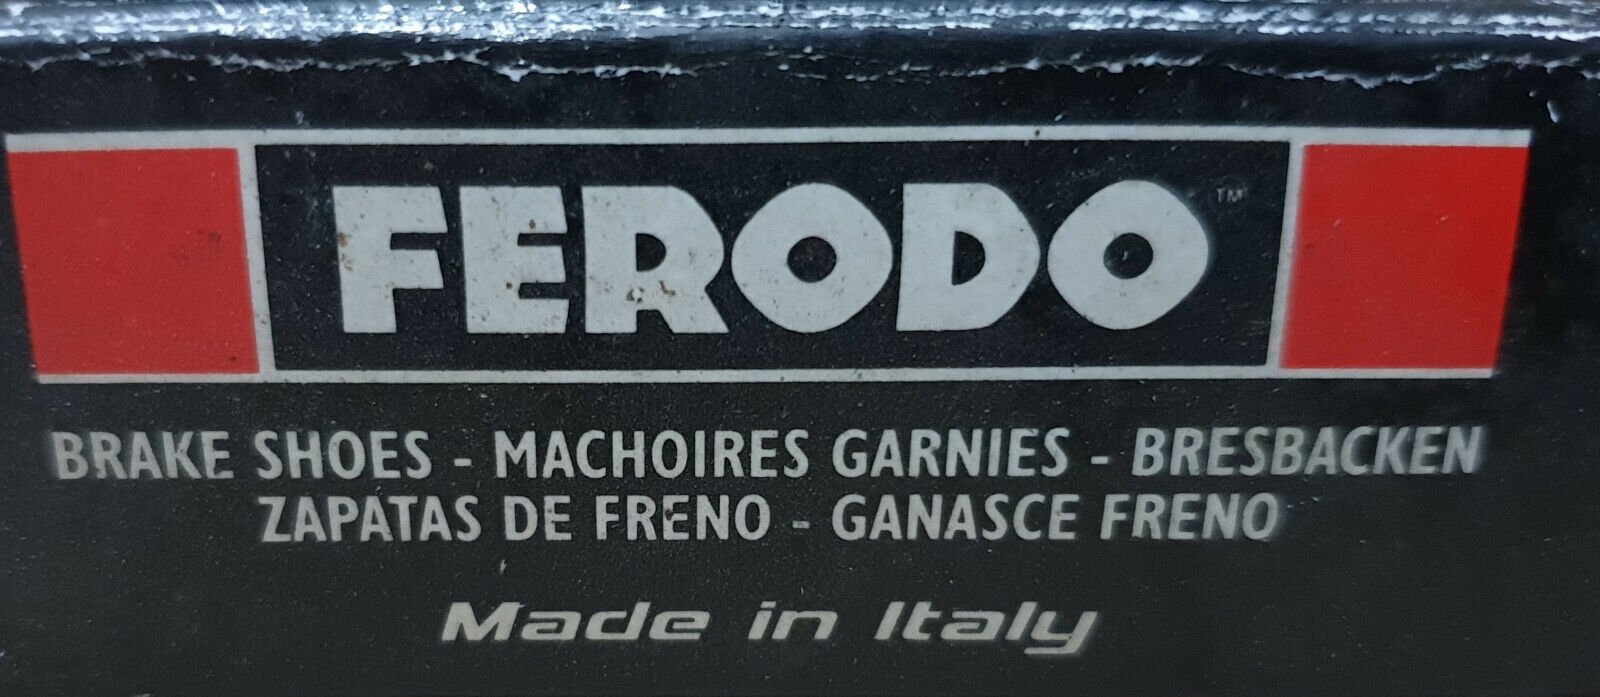 FERODO™
BRAKE SHOES - MACHOIRES GARNIES - BRESBACKEN
ZAPATAS DE FRENO - GANASCE FRENO
Made in Italy